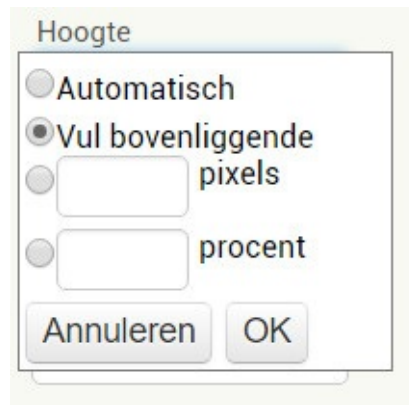 Hoogte
Automatisch
Vul bovenliggende
pixels
procent
Annuleren OK